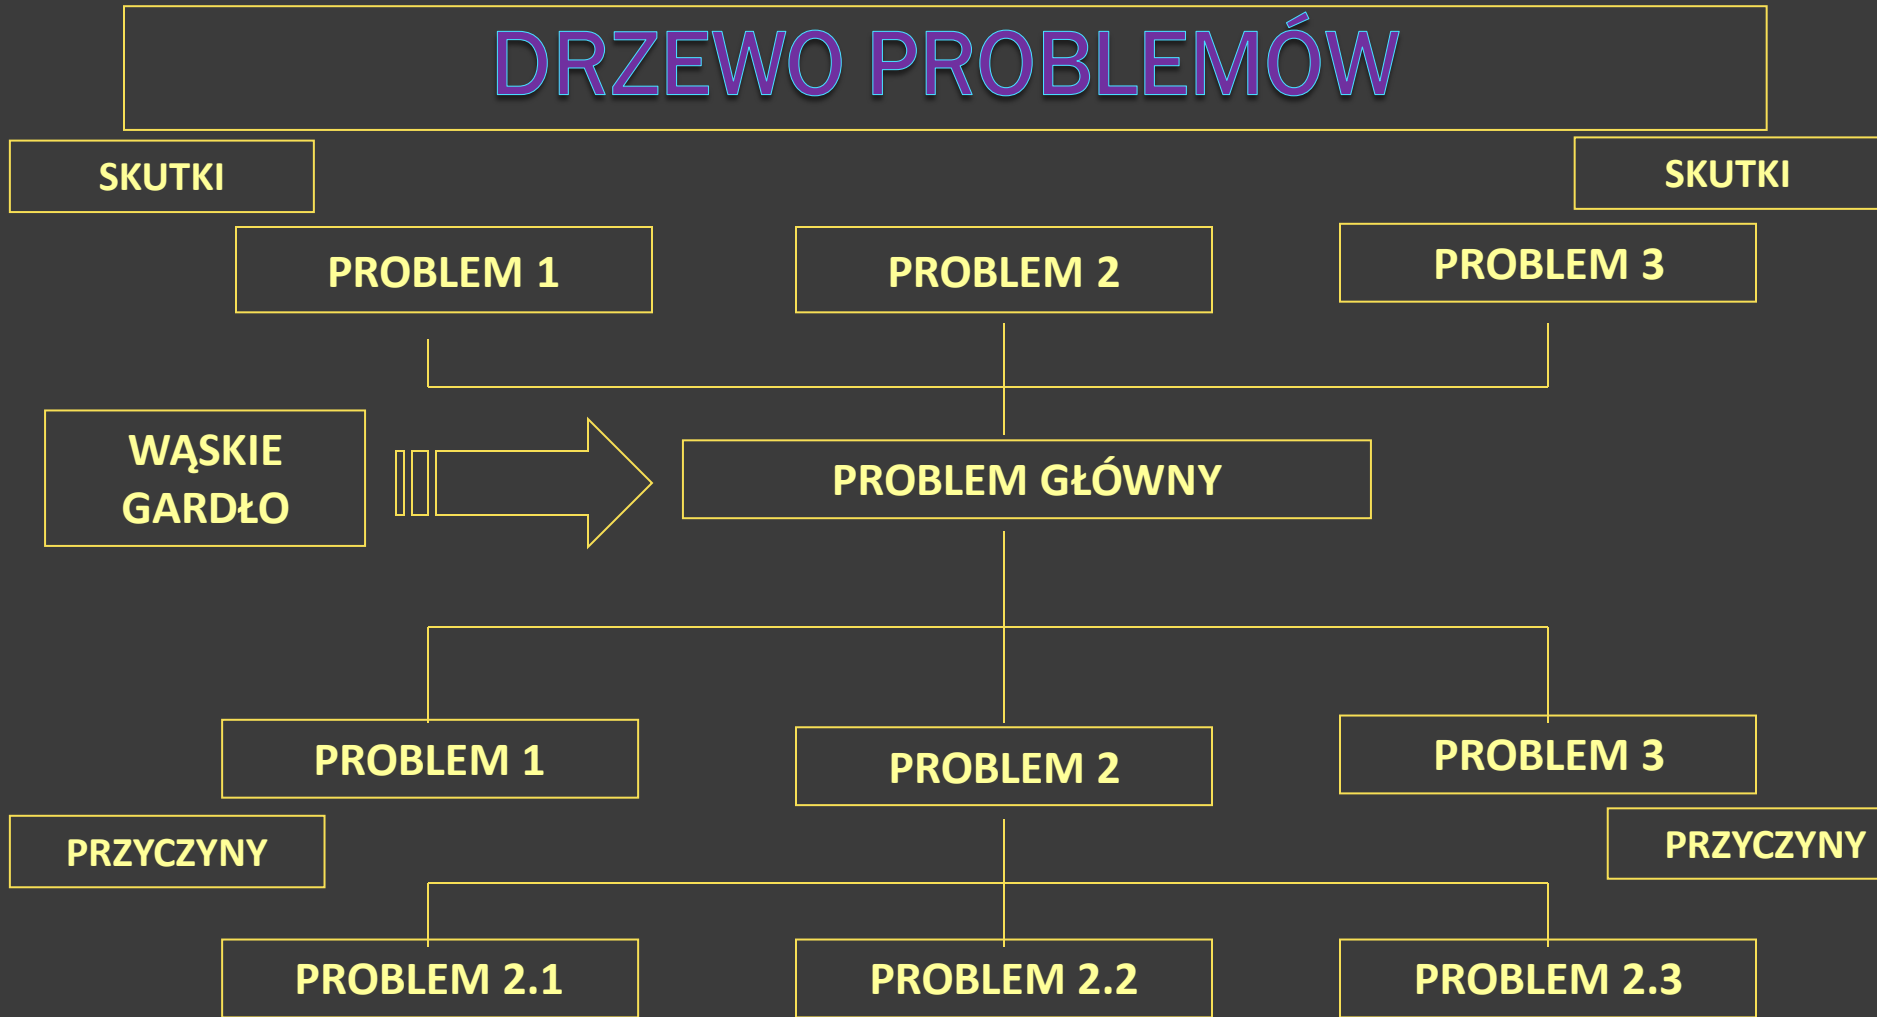 DRZEWO PROBLEMÓW
SKUTKI
SKUTKI
PROBLEM 1
PROBLEM 2
PROBLEM 3
WĄSKIE
GARDŁO
PROBLEM GŁÓWNY
PROBLEM 1
PROBLEM 2
PROBLEM 3
PRZYCZYNY
PRZYCZYNY
PROBLEM 2.1
PROBLEM 2.2
PROBLEM 2.3